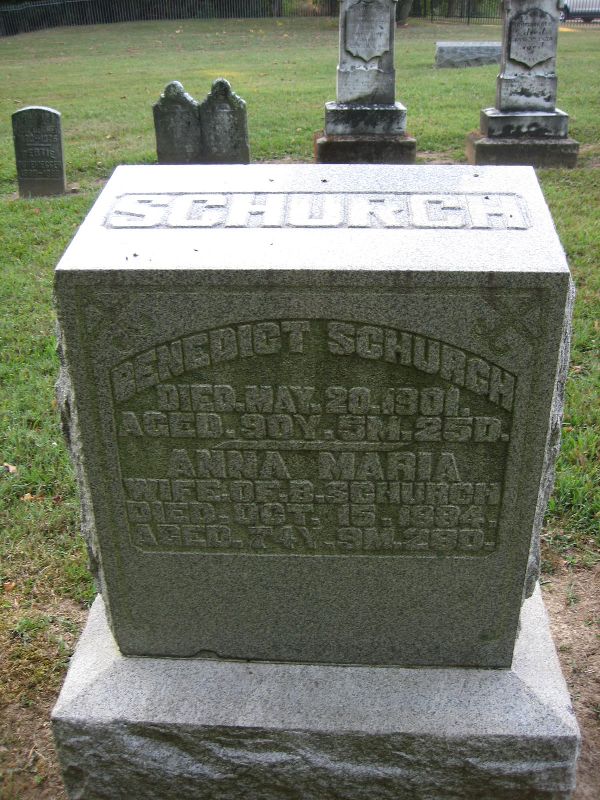 SCHURCH
BENEDICT SCHURCH
DIED. MAY. 20. 1901.
AGED. 90Y. 5M. 25D.
ANNA MARIA
WIFE. OF. B. SCHURCH
DIED. OCT. 15. 1884.
AGED. 74Y. 9M. 29D.